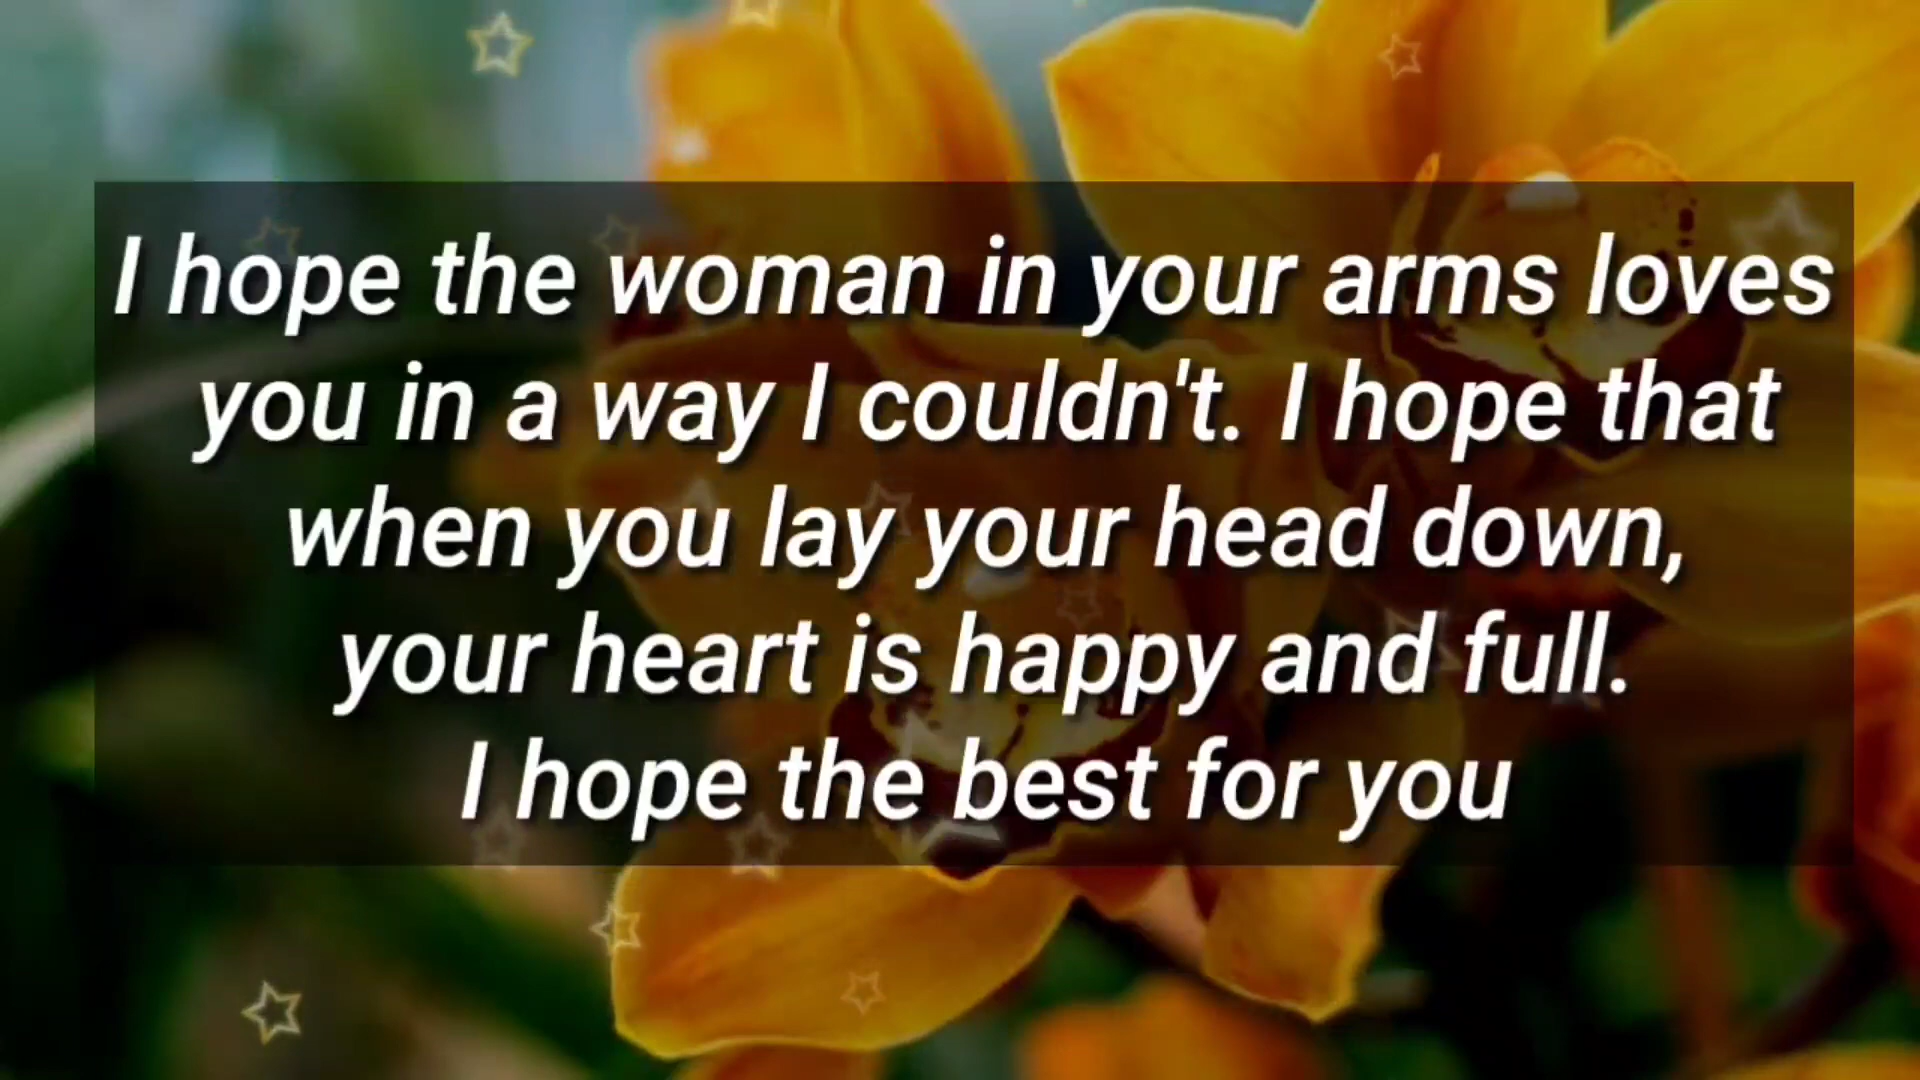 I hope the woman in your arms loves
you in a way I couldn't. I hope that
when you lay your head down,
your heart is happy and full.
I hope the best for you